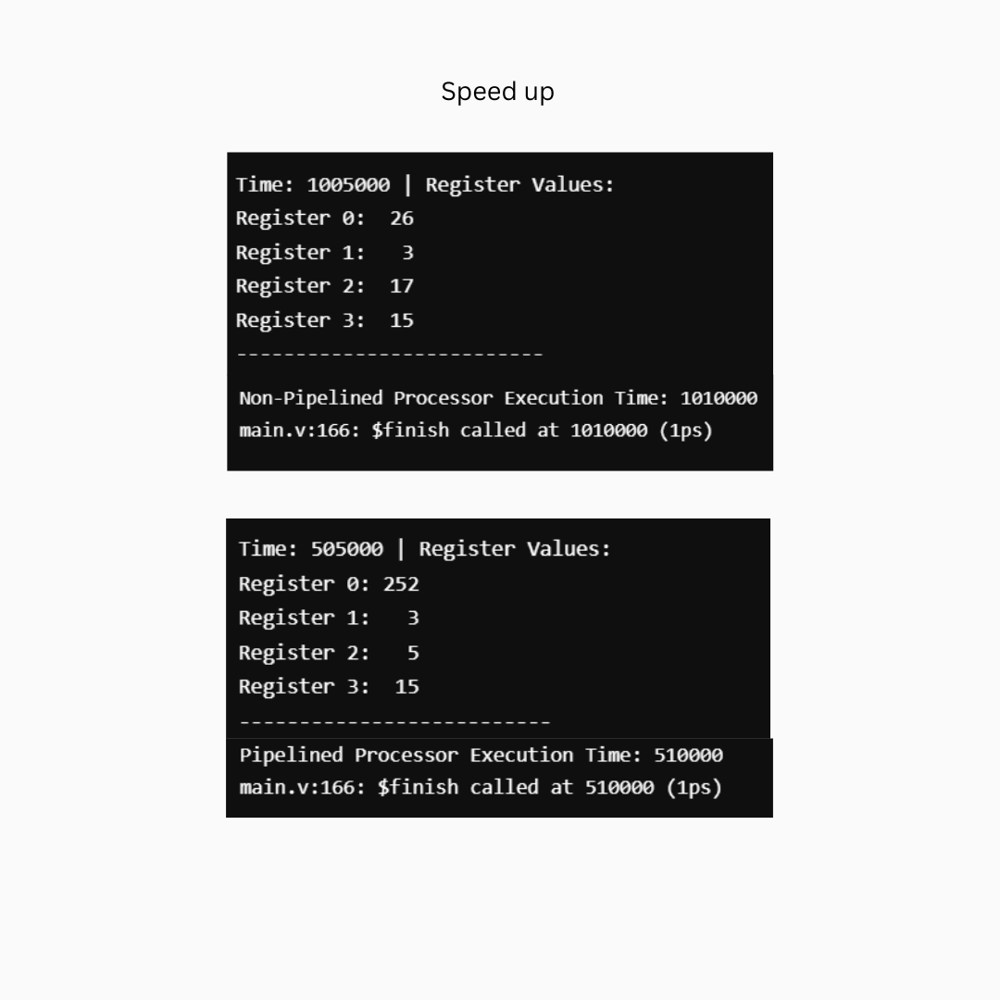 Speed up
Time: 1005000 | Register Values:
Register 0:  26
Register 1:   3
Register 2:  17
Register 3:  15
--------------------------
Non-Pipelined Processor Execution Time: 1010000
main.v:166: $finish called at 1010000 (1ps)
Time: 505000 | Register Values:
Register 0: 252
Register 1:   3
Register 2:   5
Register 3:  15
--------------------------
Pipelined Processor Execution Time: 510000
main.v:166: $finish called at 510000 (1ps)